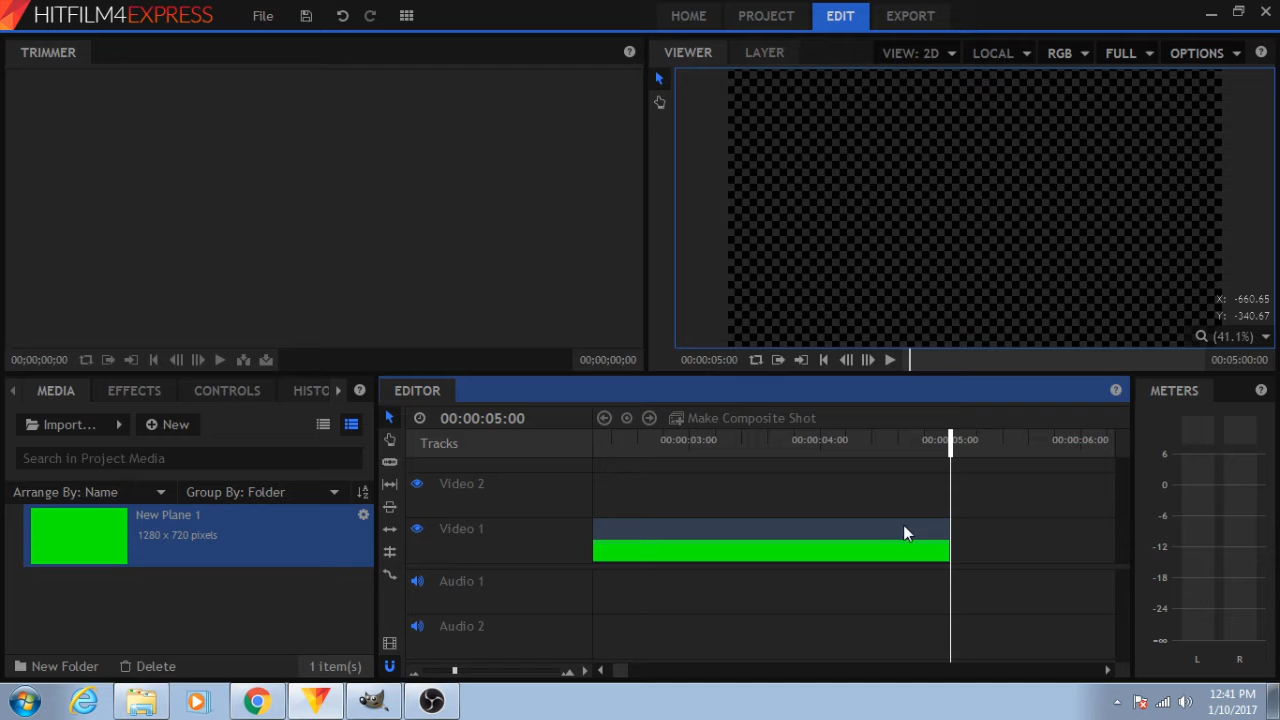 HITFILM4EXPRESS File HOME PROJECT EDIT EXPORT
TRIMMER
VIEWER LAYER VIEW: 2D LOCAL RGB FULL OPTIONS
X: -660.65
Y: -340.67
(41.1%)
00;00;00;00 00;00;00;00
00:00:05:00 00:05:00:00
MEDIA EFFECTS CONTROLS HISTO
Import... New
Search in Project Media
Arrange By: Name Group By: Folder
New Plane 1
1280 x 720 pixels
New Folder Delete 1 item(s)
EDITOR
00:00:05:00 Make Composite Shot
Tracks 00:00:03:00 00:00:04:00 00:00:05:00 00:00:06:00
Video 2
Video 1
Audio 1
Audio 2
METERS
6
0
-6
-12
-18
-24
-∞
L R
12:41 PM
1/10/2017